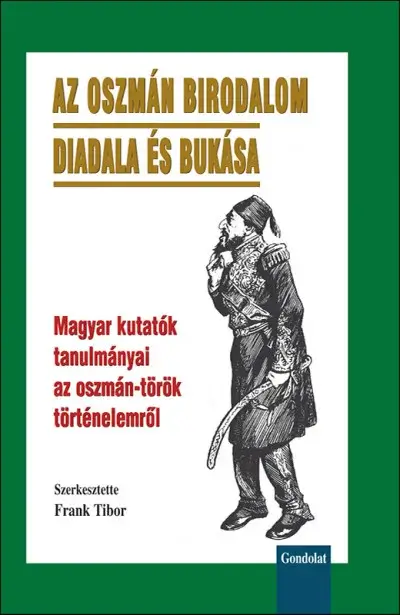 AZ OSZMÁN BIRODALOM
DIADALA ÉS BUKÁSA
Magyar kutatók
tanulmányai
az oszmán-török
történelemről
Szerkesztette
Frank Tibor
Gondolat